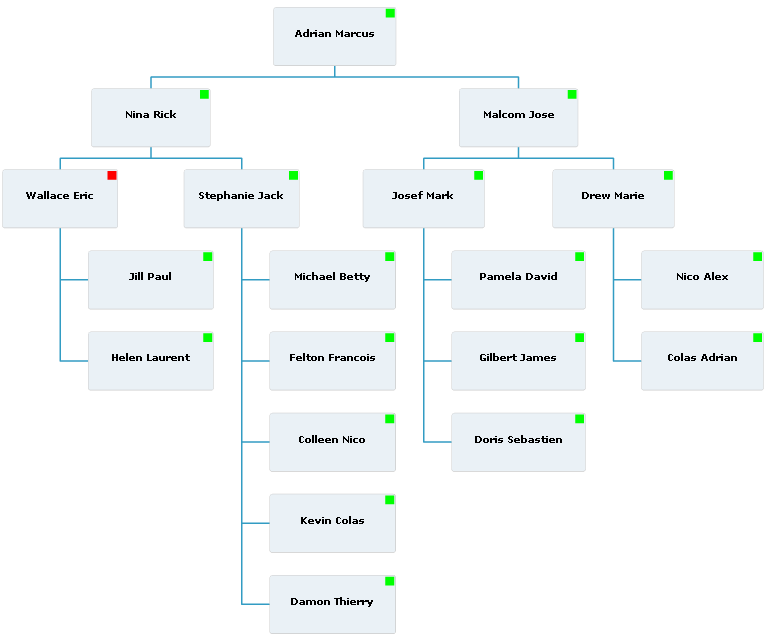 Adrian Marcus
Nina Rick
Malcom Jose
Wallace Eric
Stephanie Jack
Josef Mark
Drew Marie
Jill Paul
Michael Betty
Pamela David
Nico Alex
Helen Laurent
Felton Francois
Gilbert James
Colas Adrian
Colleen Nico
Doris Sebastien
Kevin Colas
Damon Thierry